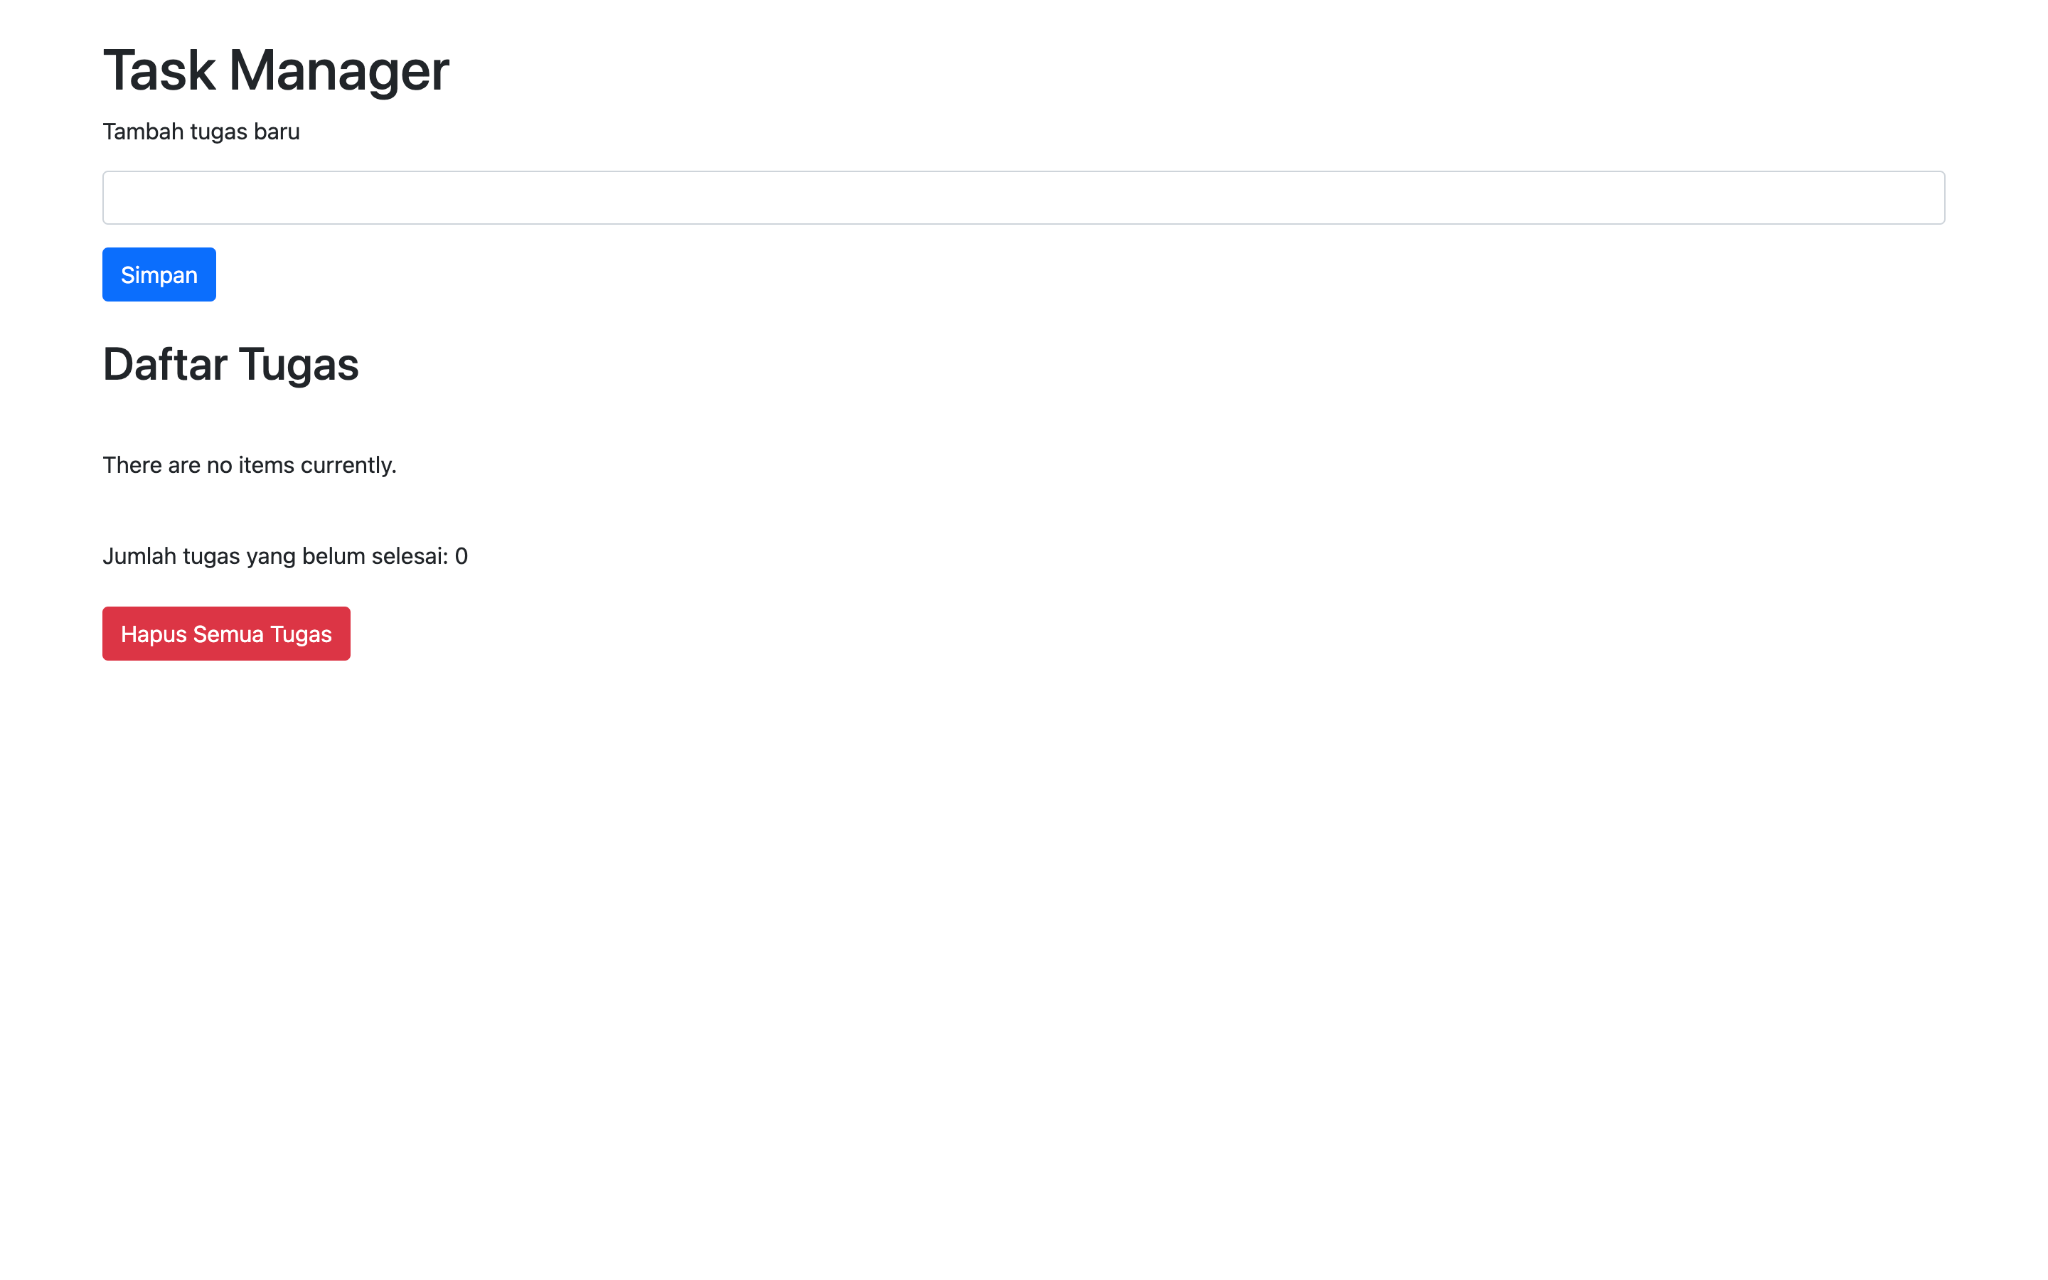 Task Manager
Tambah tugas baru
Simpan
Daftar Tugas
There are no items currently.
Jumlah tugas yang belum selesai: 0
Hapus Semua Tugas